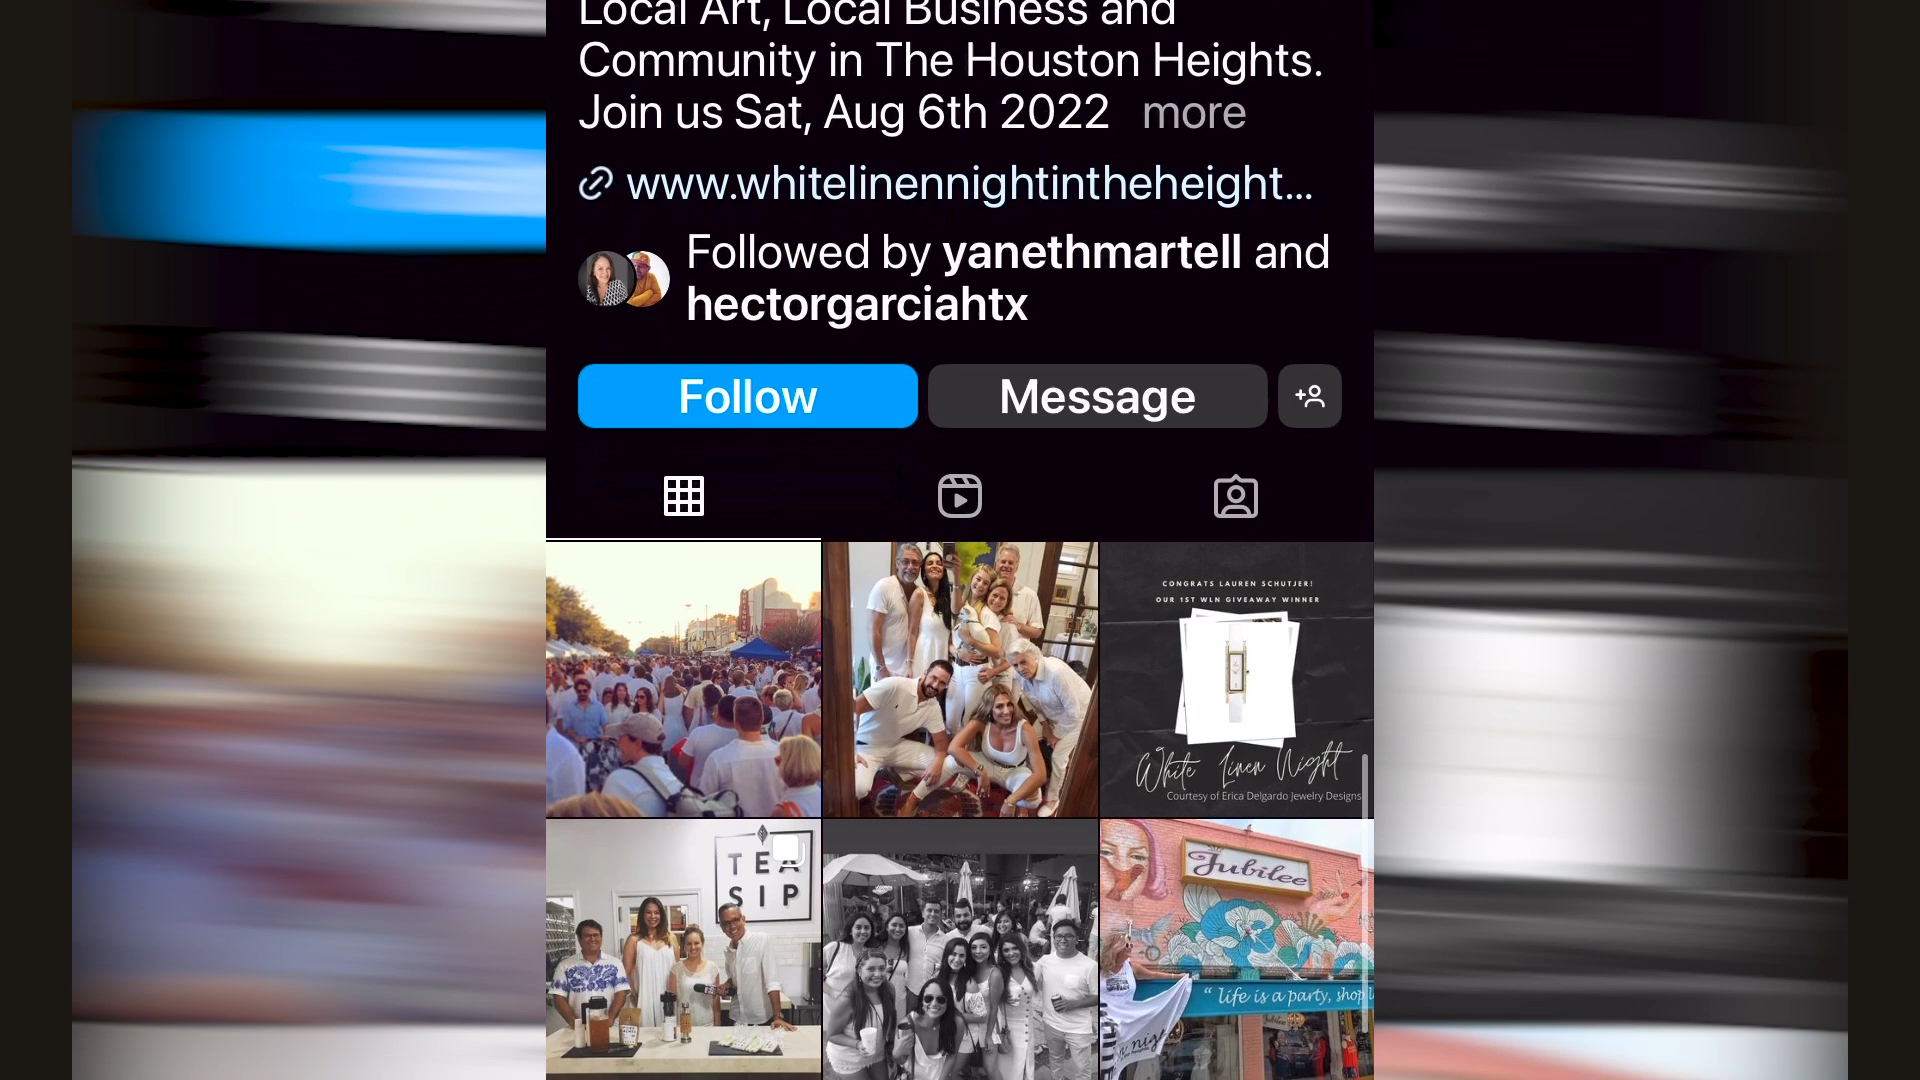 Local Art, Local Business and
Community in The Houston Heights.
Join us Sat, Aug 6th 2022 more
www.whitelinennightintheheight...
Followed by yanethmartell and
hectorgarciahtx
Follow Message
HEIGHTS
CONGRATS LAUREN SCHUTJER!
OUR 1ST WLN GIVEAWAY WINNER
White Linen Night
Courtesy of Erica Delgardo Jewelry Designs
TEA
SIP
Jubilee
"life is a party, shop